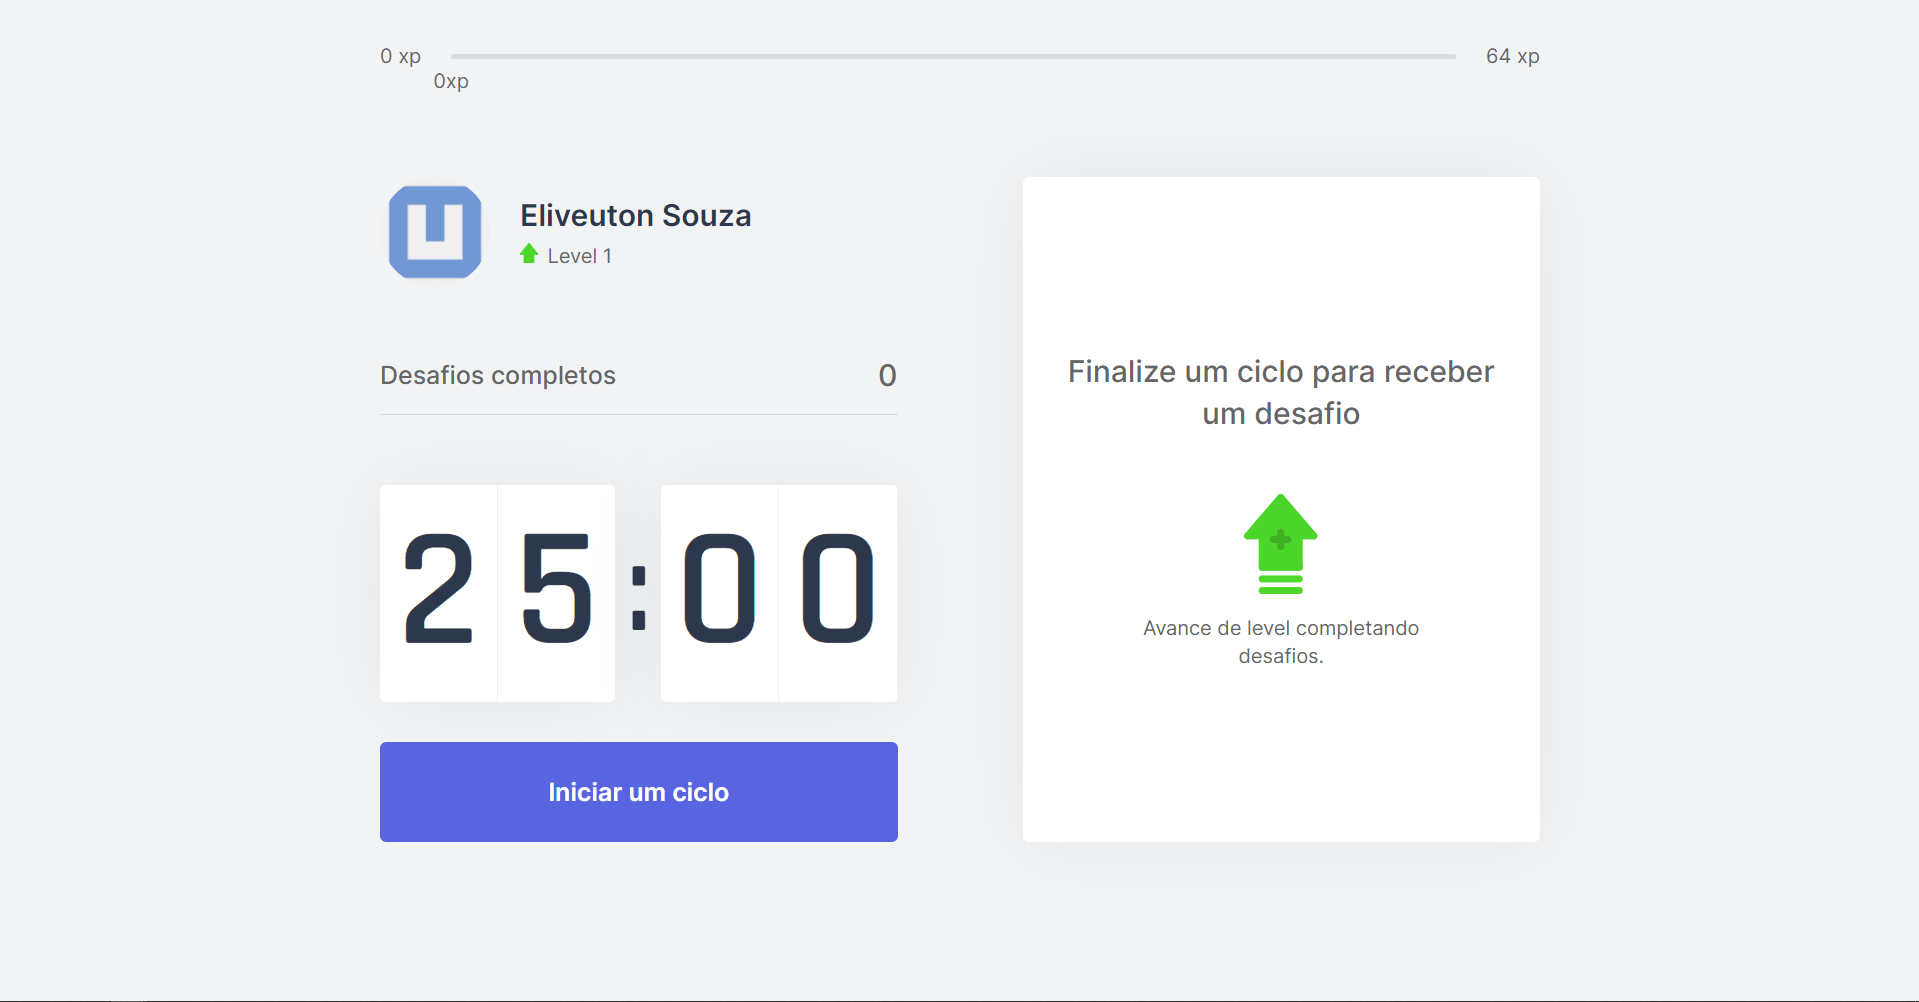 0 xp
64 xp
0xp
Eliveuton Souza
Level 1
Desafios completos
0
25:00
Iniciar um ciclo
Finalize um ciclo para receber
um desafio
Avance de level completando
desafios.